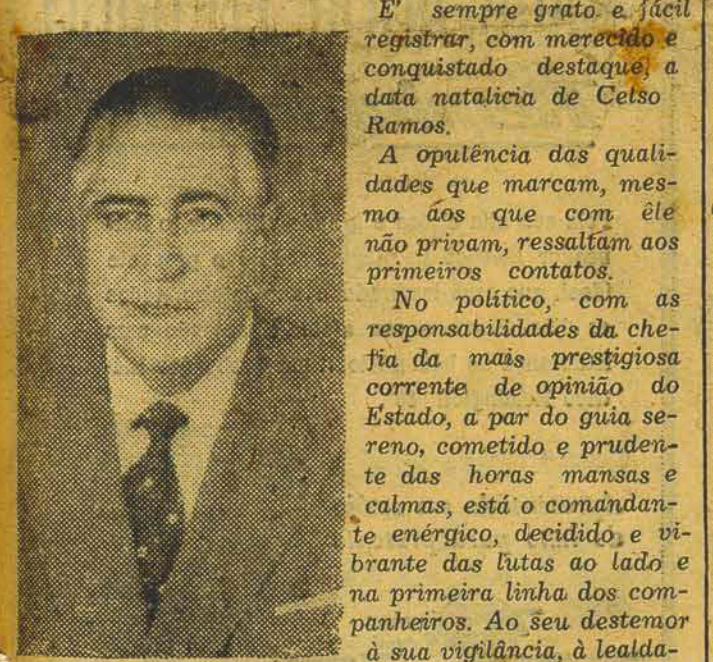 E' sempre grato e fácil
registrar, com merecido e
conquistado destaque, a
data natalicia de Celso
Ramos.
A opulência das quali-
dades que marcam, mes-
mo aos que com êle
não privam, ressaltam aos
primeiros contatos.
No político, com as
responsabilidades da che-
fia da mais prestigiosa
corrente de opinião do
Estado, a par do guia se-
reno, cometido e pruden-
te das horas mansas e
calmas, está o comandan-
te enérgico, decidido e vi-
brante das lutas ao lado e
na primeira linha dos com-
panheiros. Ao seu destemor
à sua vigilância, à lealda-